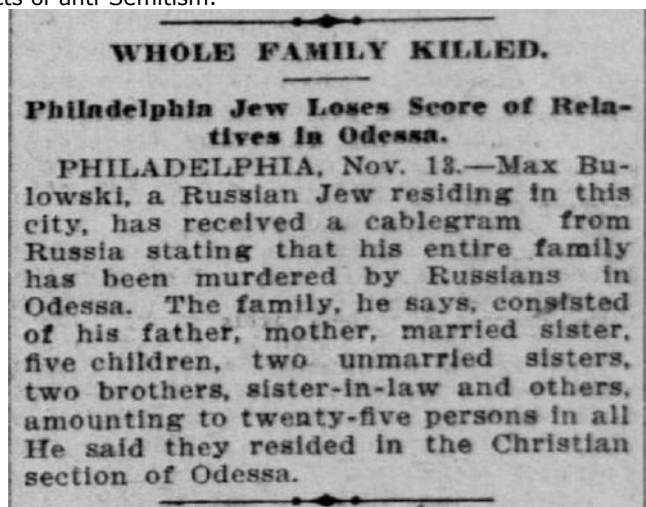 cts of anti Semitism.
WHOLE FAMILY KILLED.
Philadelphia Jew Loses Score of Rela-
tives in Odessa.
PHILADELPHIA, Nov. 13.—Max Bu-
lowski, a Russian Jew residing in this
city, has received a cablegram from
Russia stating that his entire family
has been murdered by Russians in
Odessa. The family, he says, consisted
of his father, mother, married sister,
five children, two unmarried sisters,
two brothers, sister-in-law and others,
amounting to twenty-five persons in all
He said they resided in the Christian
section of Odessa.